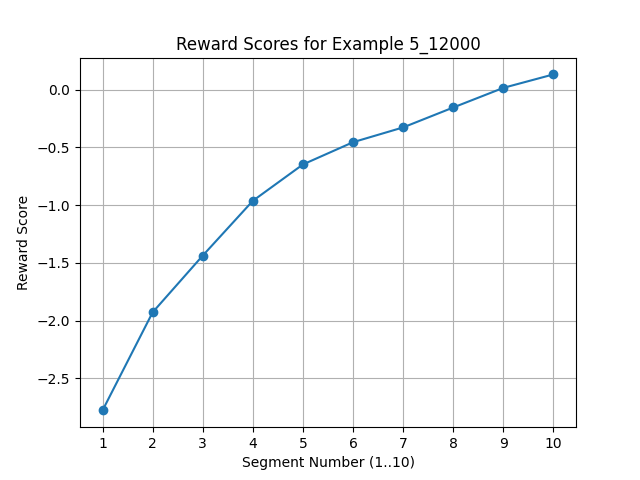 Reward Scores for Example 5_12000
0.0
−0.5
−1.0
−1.5
−2.0
−2.5
Reward Score
1 2 3 4 5 6 7 8 9 10
Segment Number (1..10)